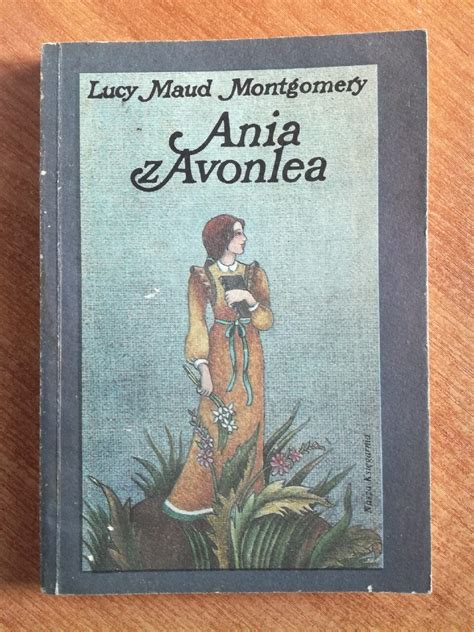 Lucy Maud Montgomery
Ania
z Avonlea
Nasza Księgarnia